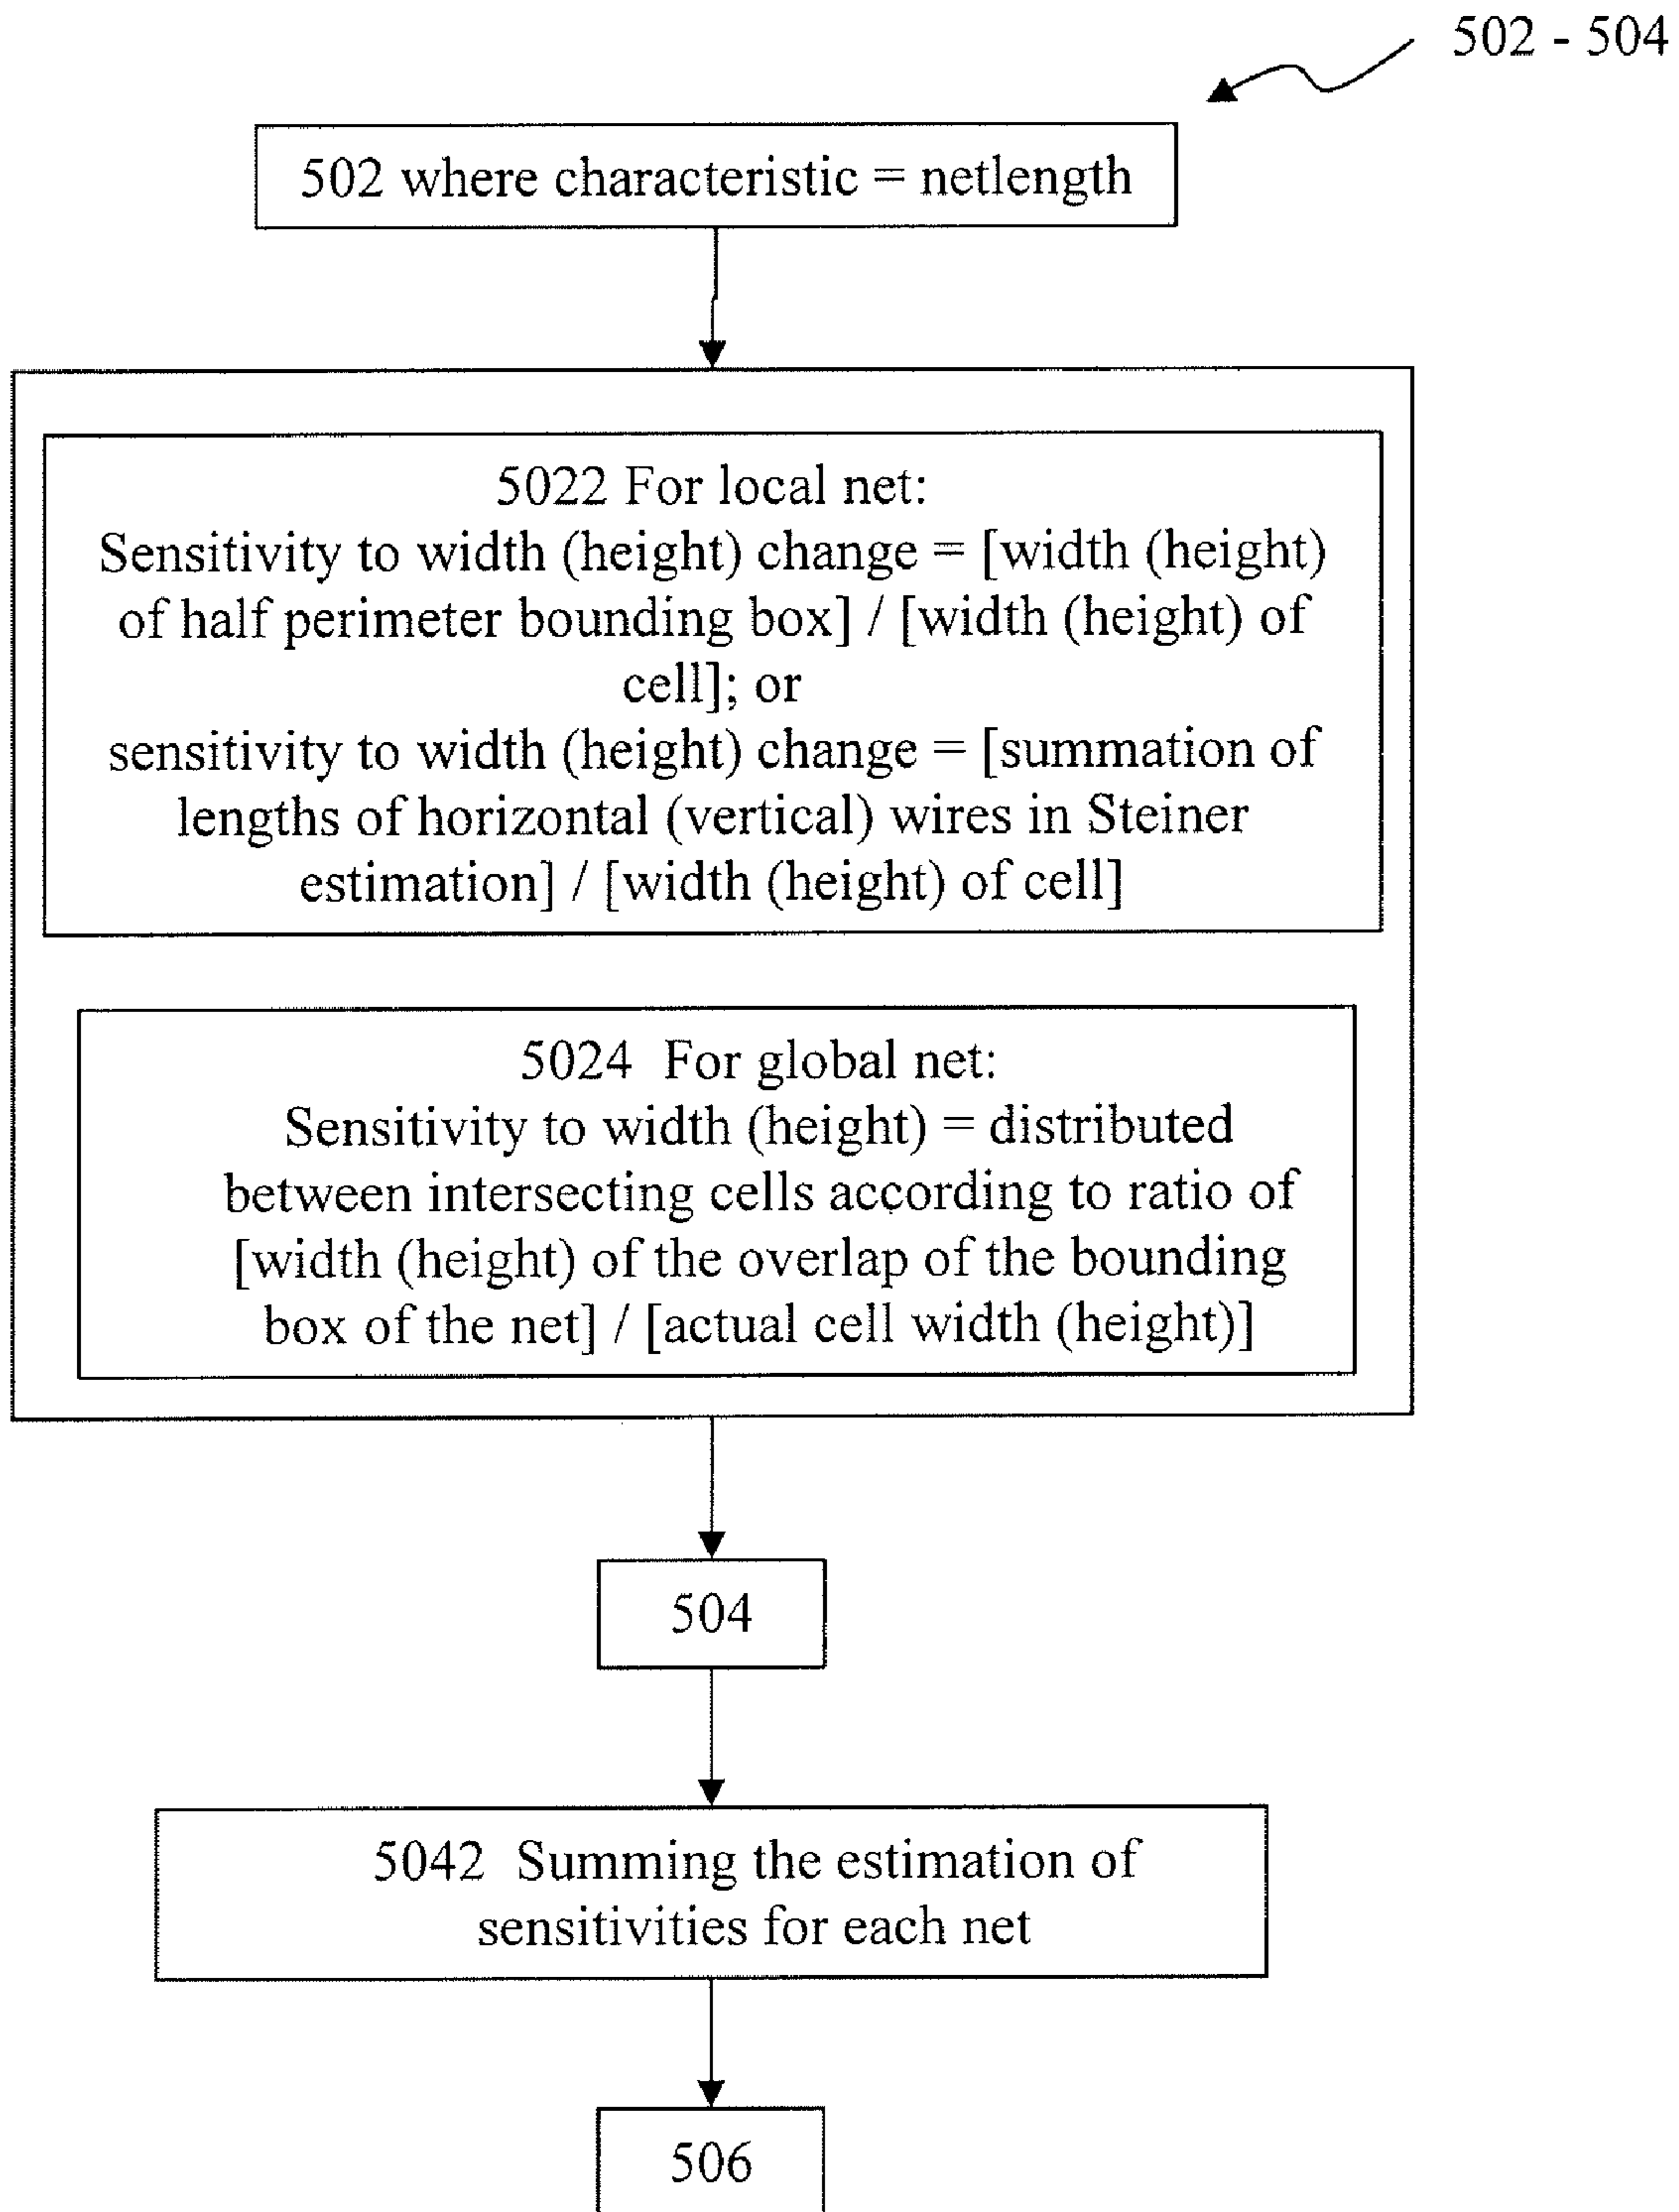 502 - 504
502 where characteristic = netlength
5022 For local net:
Sensitivity to width (height) change = [width (height)
of half perimeter bounding box] / [width (height) of
cell]; or
sensitivity to width (height) change = [summation of
lengths of horizontal (vertical) wires in Steiner
estimation] / [width (height) of cell]
5024 For global net:
Sensitivity to width (height) = distributed
between intersecting cells according to ratio of
[width (height) of the overlap of the bounding
box of the net] / [actual cell width (height)]
504
5042 Summing the estimation of
sensitivities for each net
506